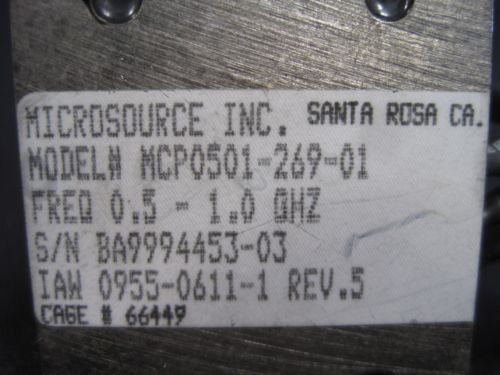 MICROSOURCE INC. SANTA ROSA CA.
MODEL# MCP0501-269-01
FREQ 0.5 - 1.0 GHZ
S/N BA9994453-03
IAW 0955-0611-1 REV.5
CAGE # 66449